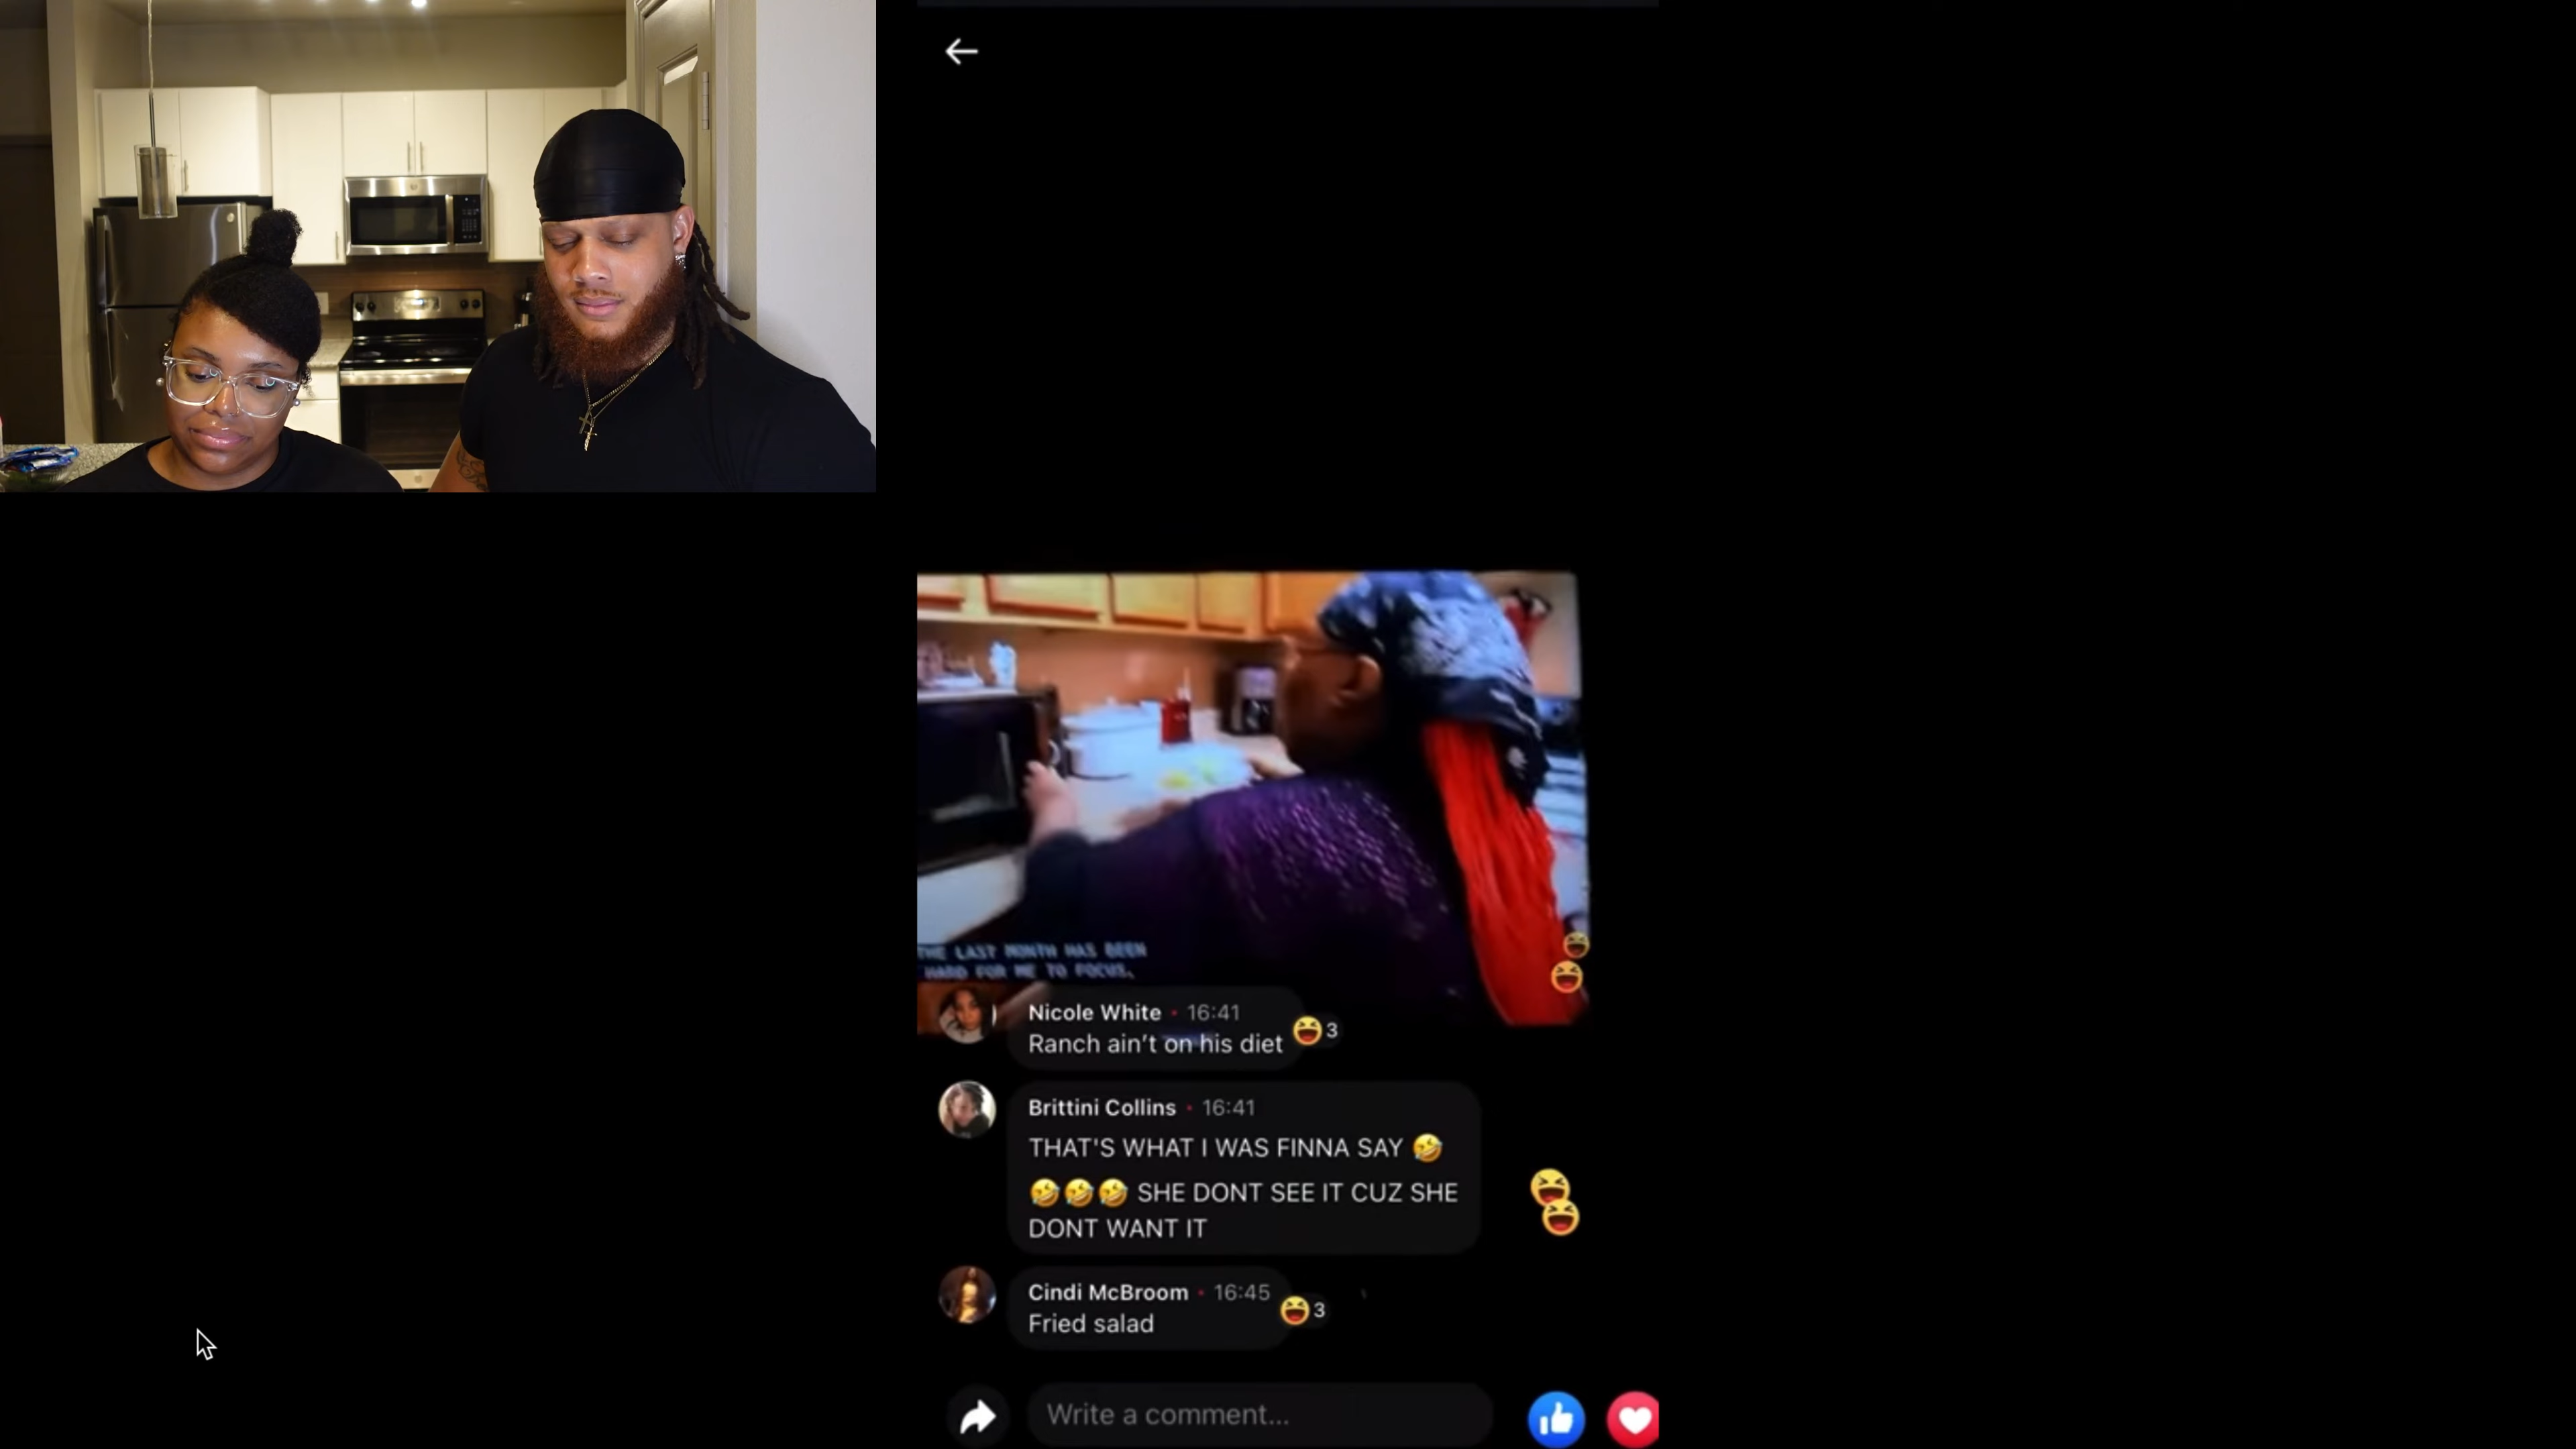 THE LAST MONTH HAS BEEN
HARD FOR ME TO FOCUS.
Nicole White • 16:41
Ranch ain't on his diet
😆 3
Brittini Collins • 16:41
THAT'S WHAT I WAS FINNA SAY 🤣
🤣🤣🤣 SHE DONT SEE IT CUZ SHE
DONT WANT IT
Cindi McBroom • 16:45
Fried salad
😆 3
Write a comment...